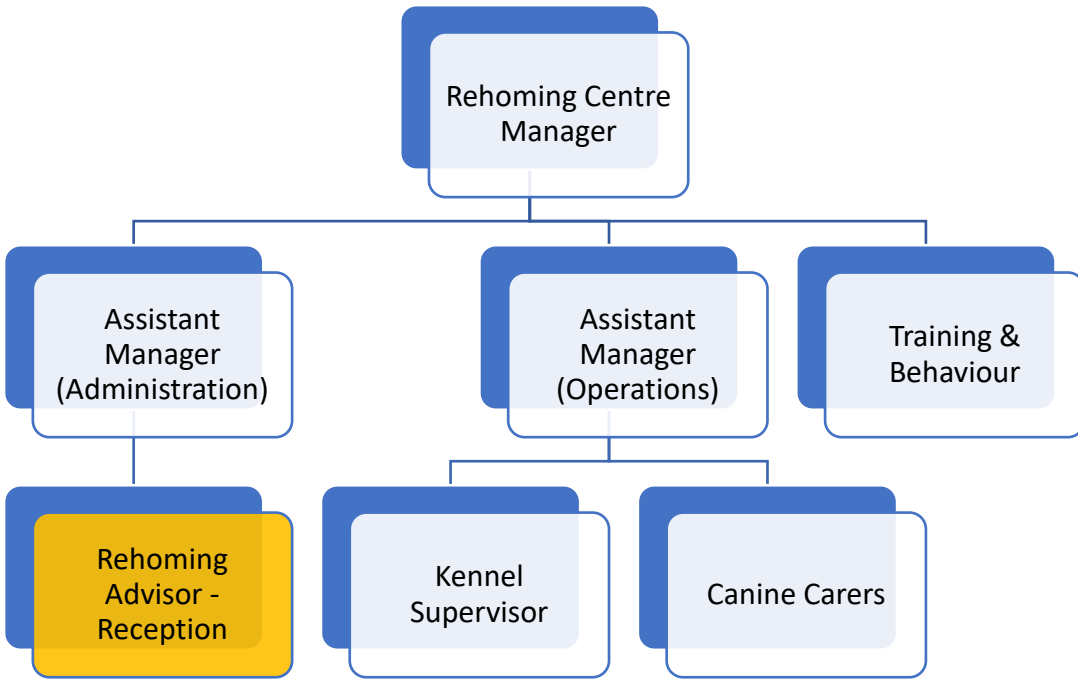 Rehoming Centre
Manager
Assistant
Manager
(Administration)
Assistant
Manager
(Operations)
Training &
Behaviour
Rehoming
Advisor -
Reception
Kennel
Supervisor
Canine Carers